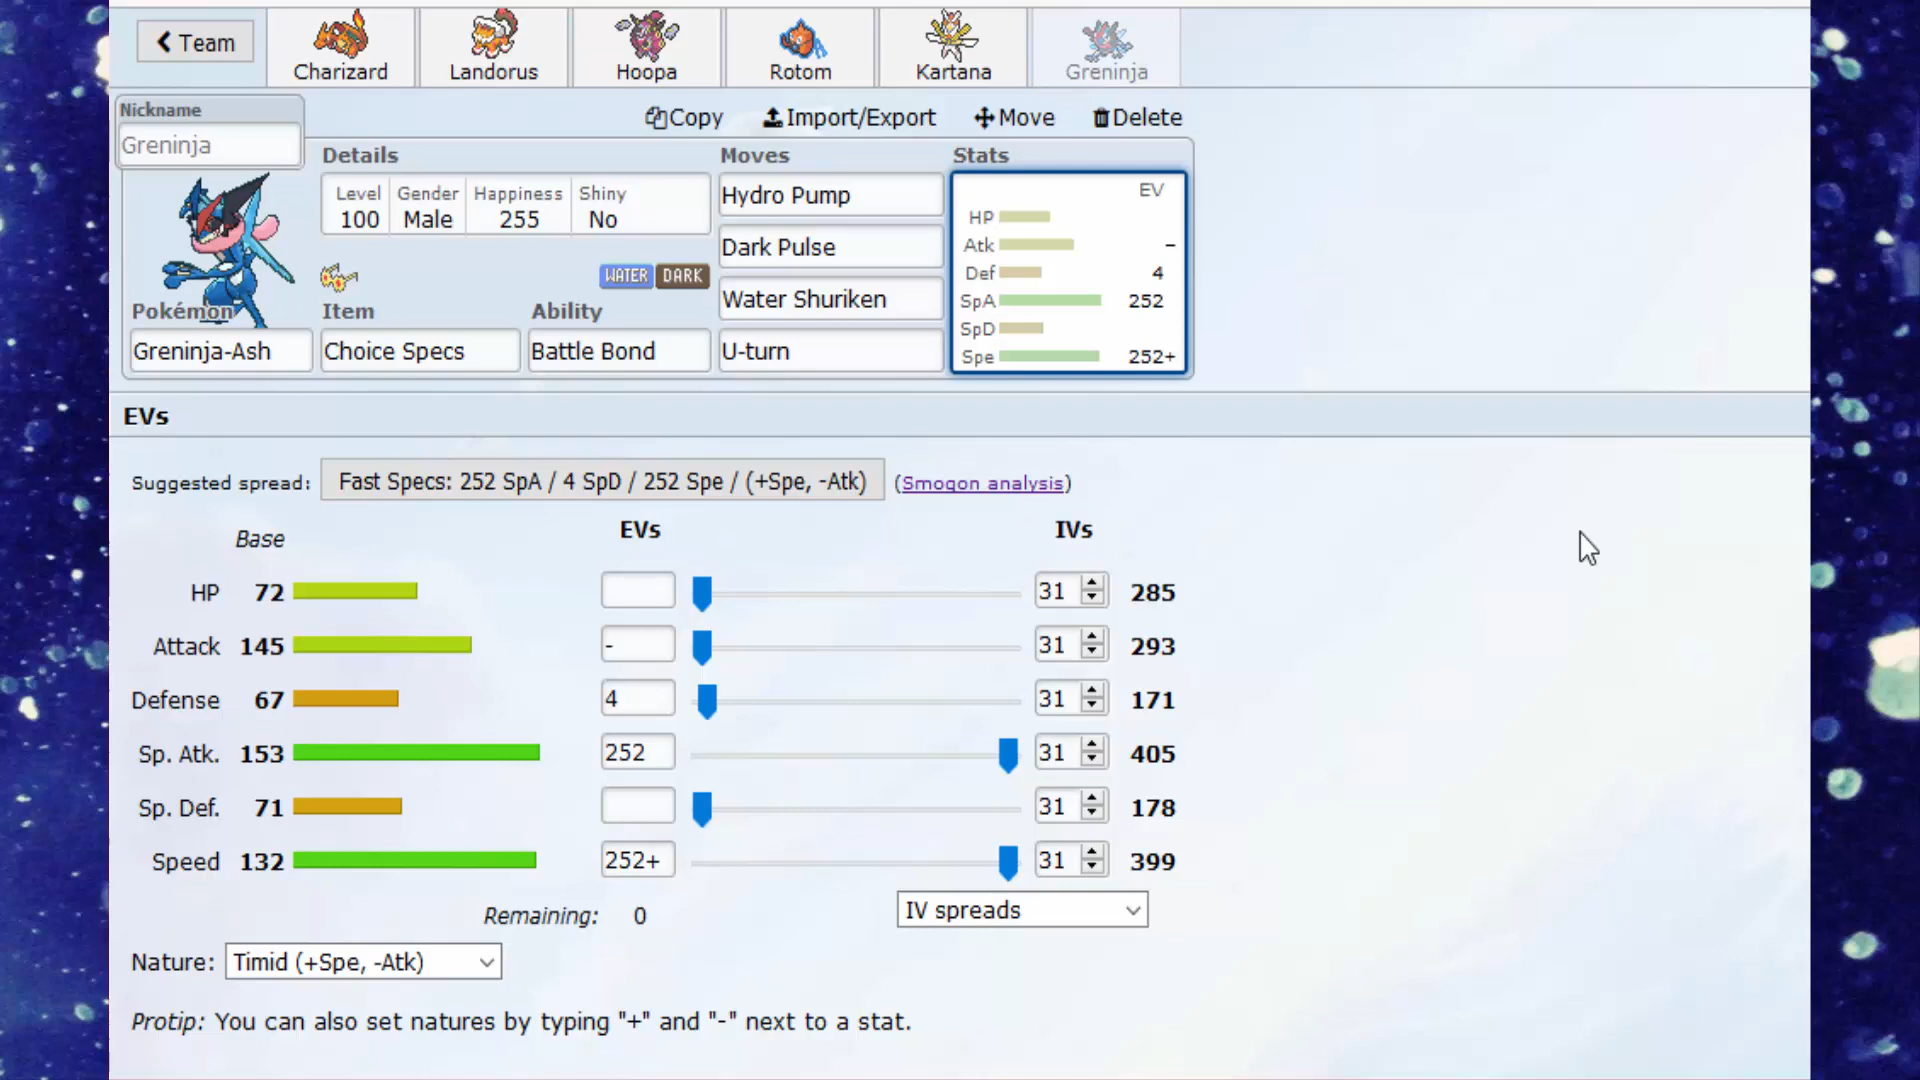 Team
Charizard
Landorus
Hoopa
Rotom
Kartana
Greninja
Nickname
Greninja
Copy
Import/Export
Move
Delete
Details
Moves
Stats
Level
100
Gender
Male
Happiness
255
Shiny
No
Hydro Pump
Dark Pulse
Water Shuriken
U-turn
EV
HP
Atk -
Def 4
SpA 252
SpD
Spe 252+
WATER DARK
Pokémon
Greninja-Ash
Item
Choice Specs
Ability
Battle Bond
EVs
Suggested spread: Fast Specs: 252 SpA / 4 SpD / 252 Spe / (+Spe, -Atk) (Smogon analysis)
Base EVs IVs
HP 72 31 285
Attack 145 - 31 293
Defense 67 4 31 171
Sp. Atk. 153 252 31 405
Sp. Def. 71 31 178
Speed 132 252+ 31 399
Remaining: 0
IV spreads
Nature: Timid (+Spe, -Atk)
Protip: You can also set natures by typing "+" and "-" next to a stat.